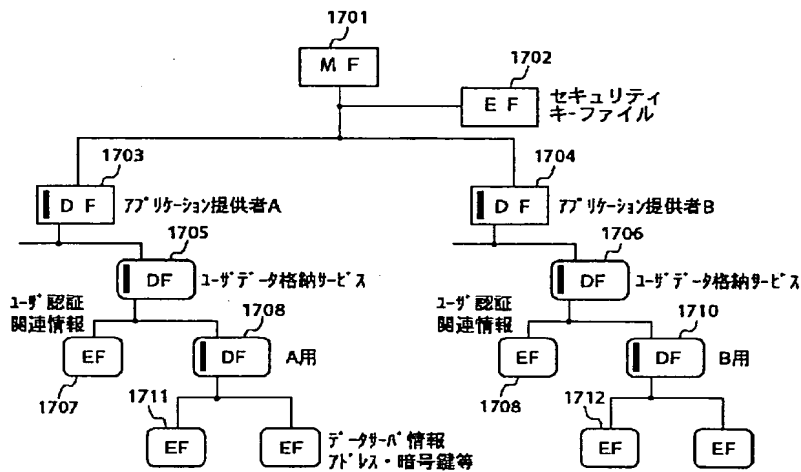 1701
M F
1702
E F
セキュリティ
キーファイル
1703
D F
アプリケーション提供者A
1704
D F
アプリケーション提供者B
1705
DF
ユーザデータ格納サービス
1706
DF
ユーザデータ格納サービス
ユーザ認証
関連情報
EF
1707
1708
DF
A用
ユーザ認証
関連情報
EF
1708
1710
DF
B用
1711
EF
EF
データサーバ情報
アドレス・暗号鍵等
1712
EF
EF